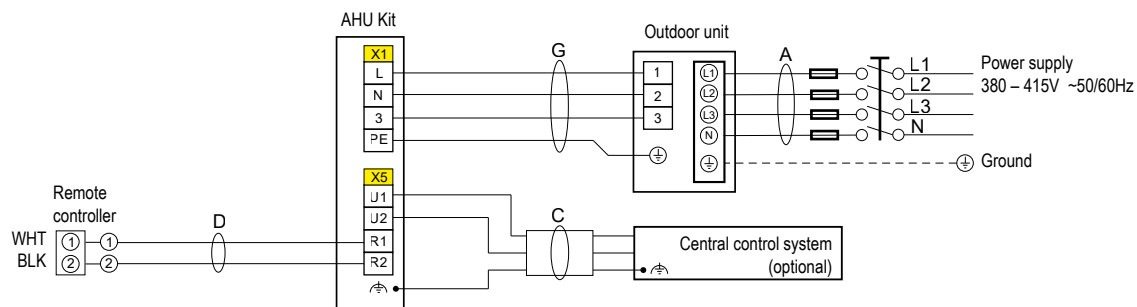 AHU Kit
X1
L
N
3
PE
X5
U1
U2
R1
R2
G
Outdoor unit
1
2
3
L1
L2
L3
N
A
L1
L2
L3
N
Power supply
380 – 415V ~50/60Hz
Ground
Remote
controller
WHT 1 1
BLK 2 2
D
C
Central control system
(optional)